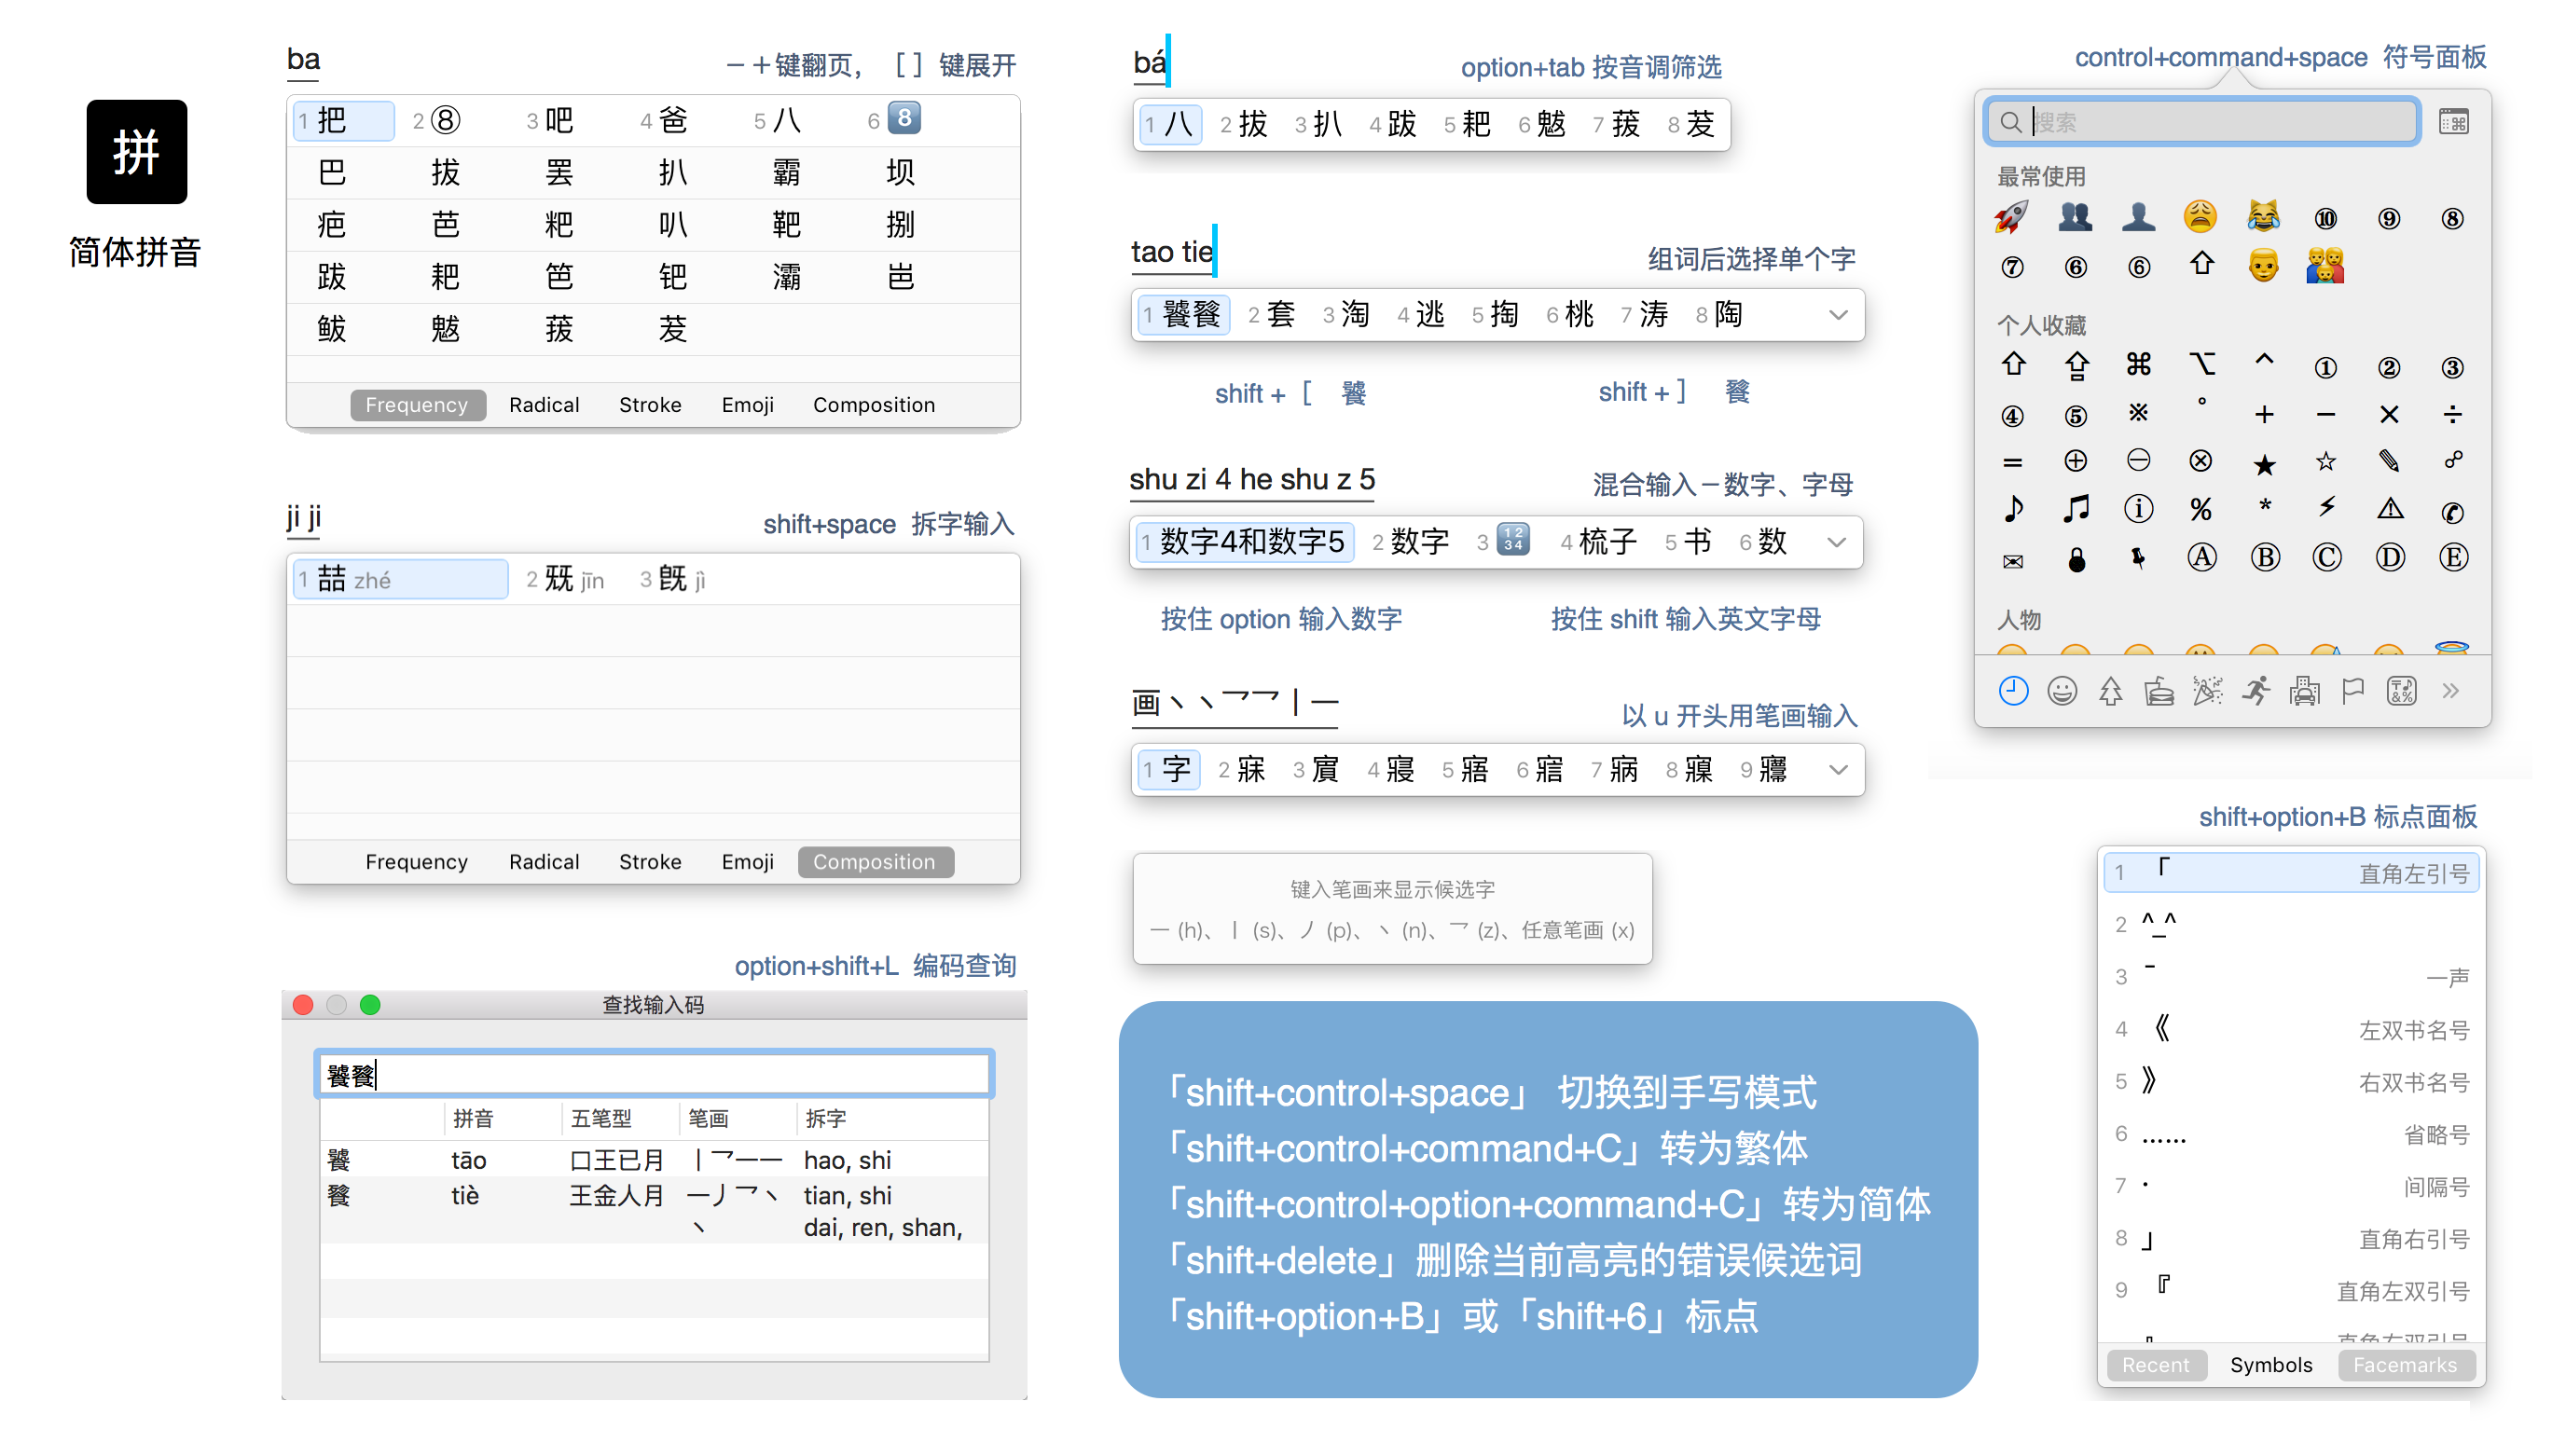 拼
简体拼音
ba
－＋键翻页，［］键展开
1 把 2 ⑧ 3 吧 4 爸 5 八 6 8️⃣
巴 拔 罢 扒 霸 坝
疤 芭 粑 叭 靶 捌
跋 耙 笆 钯 灞 岜
鲅 魃 菝 茇
Frequency Radical Stroke Emoji Composition
ji ji
shift+space 拆字输入
1 喆 zhé 2 兓 jīn 3 旣 jì
Frequency Radical Stroke Emoji Composition
option+shift+L 编码查询
查找输入码
饕餮
拼音 五笔型 笔画 拆字
饕 tāo 口王已月 丨乛一一 hao, shi
餮 tiè 王金人月 一丿乛丶丶 tian, shi
dai, ren, shan,
bá
option+tab 按音调筛选
1 八 2 拔 3 扒 4 跋 5 耙 6 魃 7 菝 8 茇
tao tie
组词后选择单个字
1 饕餮 2 套 3 淘 4 逃 5 掏 6 桃 7 涛 8 陶
shift +［ 饕 shift +］ 餮
shu zi 4 he shu z 5
混合输入－数字、字母
1 数字4和数字5 2 数字 3 🔢 4 梳子 5 书 6 数
按住 option 输入数字 按住 shift 输入英文字母
画丶丶乛乛丨一
以 u 开头用笔画输入
1 字 2 寐 3 寊 4 寝 5 寤 6 寣 7 寎
键入笔画来显示候选字
一 (h)、丨 (s)、丿 (p)、丶 (n)、乛 (z)、任意笔画 (x)
「shift+control+space」 切换到手写模式
「shift+control+command+C」转为繁体
「shift+control+option+command+C」转为简体
「shift+delete」删除当前高亮的错误候选词
「shift+option+B」或「shift+6」标点
control+command+space 符号面板
搜索
最常使用
⑩ ⑨ ⑧
⑦ ⑥ ⑥ ⇧
个人收藏
⇧ ⇪ ⌘ ⌥ ⌃ ① ② ③
④ ⑤ ※ ° + − × ÷
= ⊕ ㊀ ⊗ ★ ☆ ✎ ☍
♪ ♫ ⓘ % * ⚡︎ ⚠︎ ✆
✉︎ Ⓐ Ⓑ Ⓒ Ⓓ Ⓔ
人物
shift+option+B 标点面板
1 「 直角左引号
2 ^_^
3 ˉ 一声
4 《 左双书名号
5 》 右双书名号
6 …… 省略号
7 · 间隔号
8 」 直角右引号
9 『 直角左双引号
』 直角右双引号
Recent Symbols Facemarks